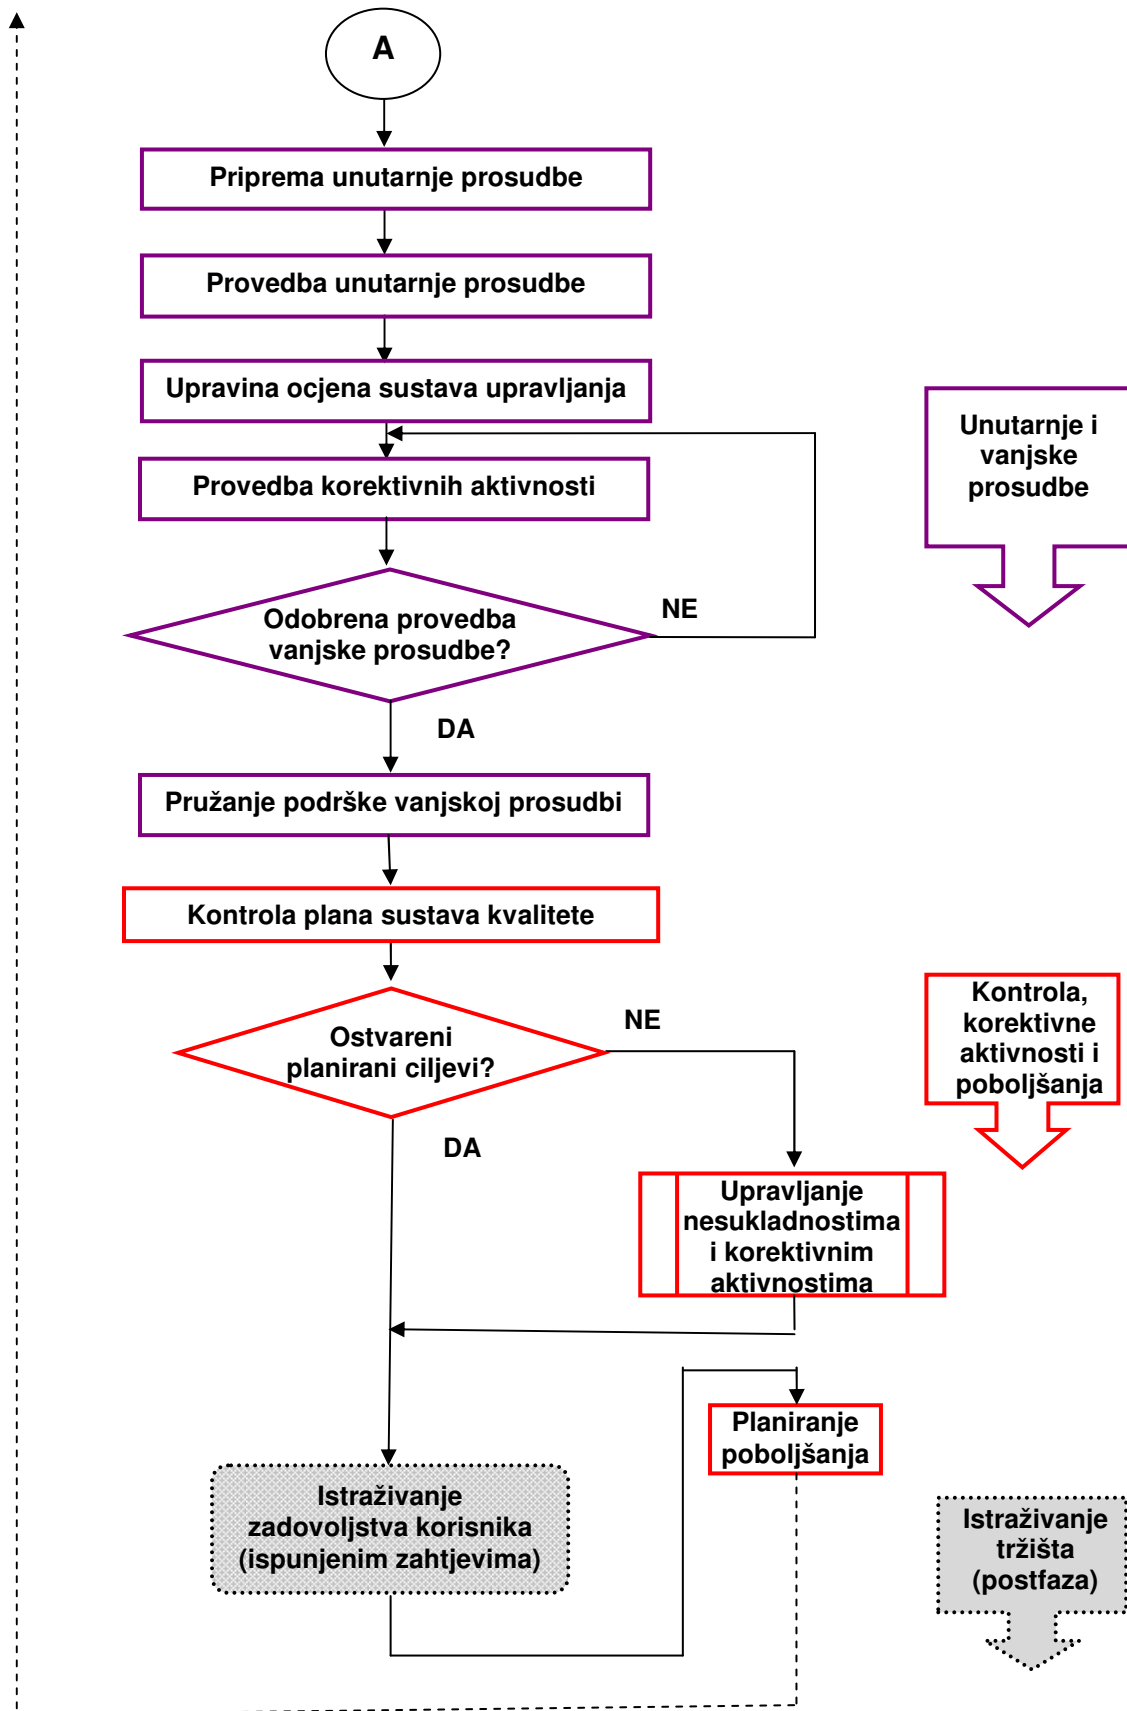 A
Priprema unutarnje prosudbe
Provedba unutarnje prosudbe
Upravina ocjena sustava upravljanja
Provedba korektivnih aktivnosti
Unutarnje i
vanjske
prosudbe
Odobrena provedba
vanjske prosudbe?
NE
DA
Pružanje podrške vanjskoj prosudbi
Kontrola plana sustava kvalitete
Ostvareni
planirani ciljevi?
NE
DA
Kontrola,
korektivne
aktivnosti i
poboljšanja
Upravljanje
nesukladnostima
i korektivnim
aktivnostima
Planiranje
poboljšanja
Istraživanje
zadovoljstva korisnika
(ispunjenim zahtjevima)
Istraživanje
tržišta
(postfaza)